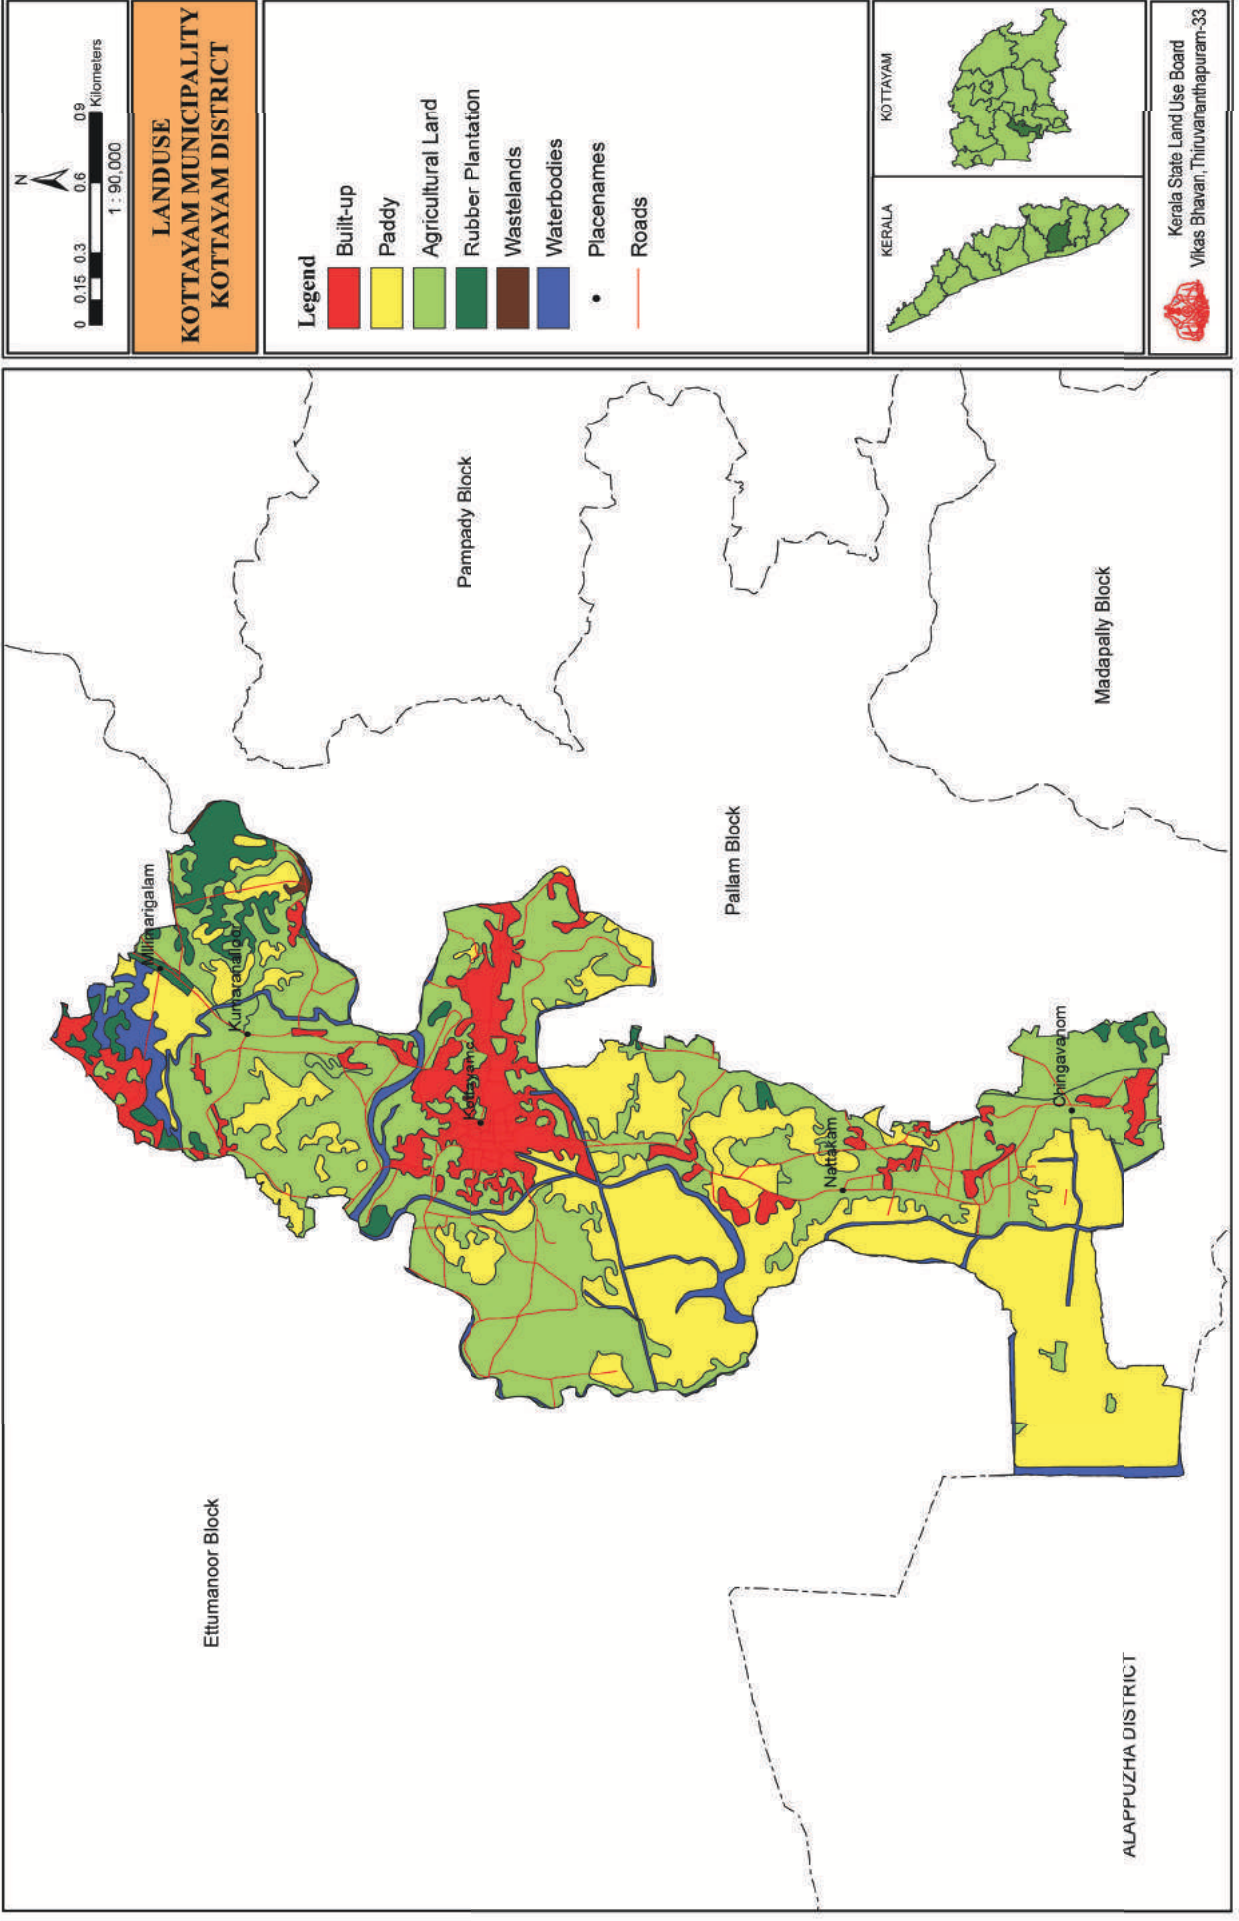 N
0 0.15 0.3 0.6 0.9
Kilometers
1 : 90,000
LANDUSE
KOTTAYAM MUNICIPALITY
KOTTAYAM DISTRICT
Legend
Built-up
Paddy
Agricultural Land
Rubber Plantation
Wastelands
Waterbodies
Placenames
Roads
KERALA
KOTTAYAM
Kerala State Land Use Board
Vikas Bhavan,Thiruvananthapuram-33
Kumaranalloor
Nattakam
Chingavanom
Ettumanoor Block
Pampady Block
Pallam Block
Madapally Block
ALAPPUZHA DISTRICT